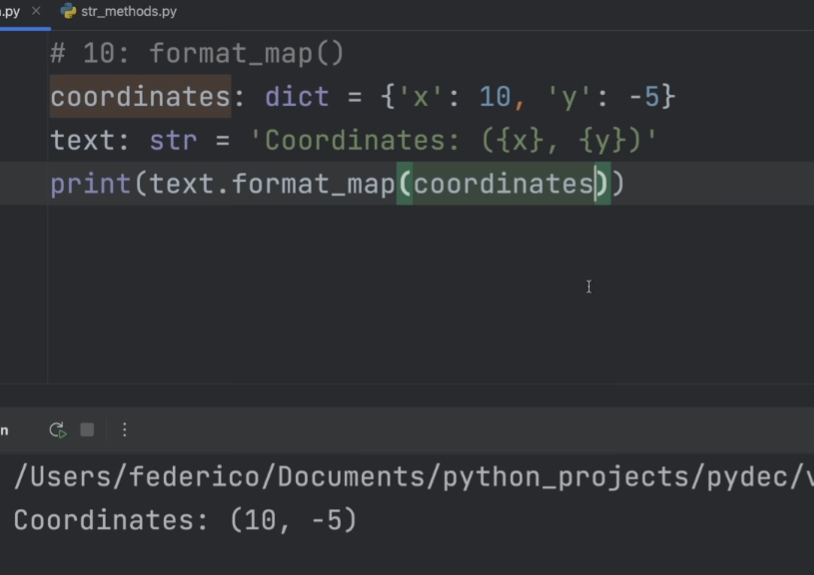 .py × str_methods.py
# 10: format_map()
coordinates: dict = {'x': 10, 'y': -5}
text: str = 'Coordinates: ({x}, {y})'
print(text.format_map(coordinates))
n
/Users/federico/Documents/python_projects/pydec/v
Coordinates: (10, -5)